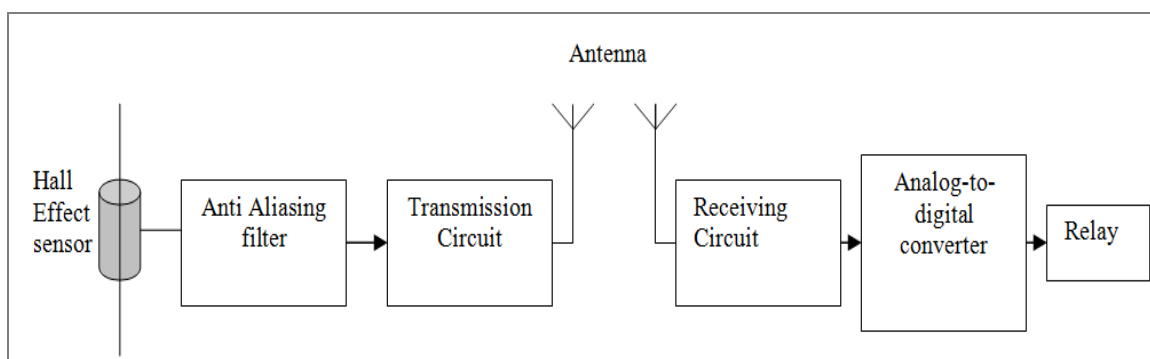 Antenna
Hall
Effect
sensor
Anti Aliasing
filter
Transmission
Circuit
Receiving
Circuit
Analog-to-
digital
converter
Relay